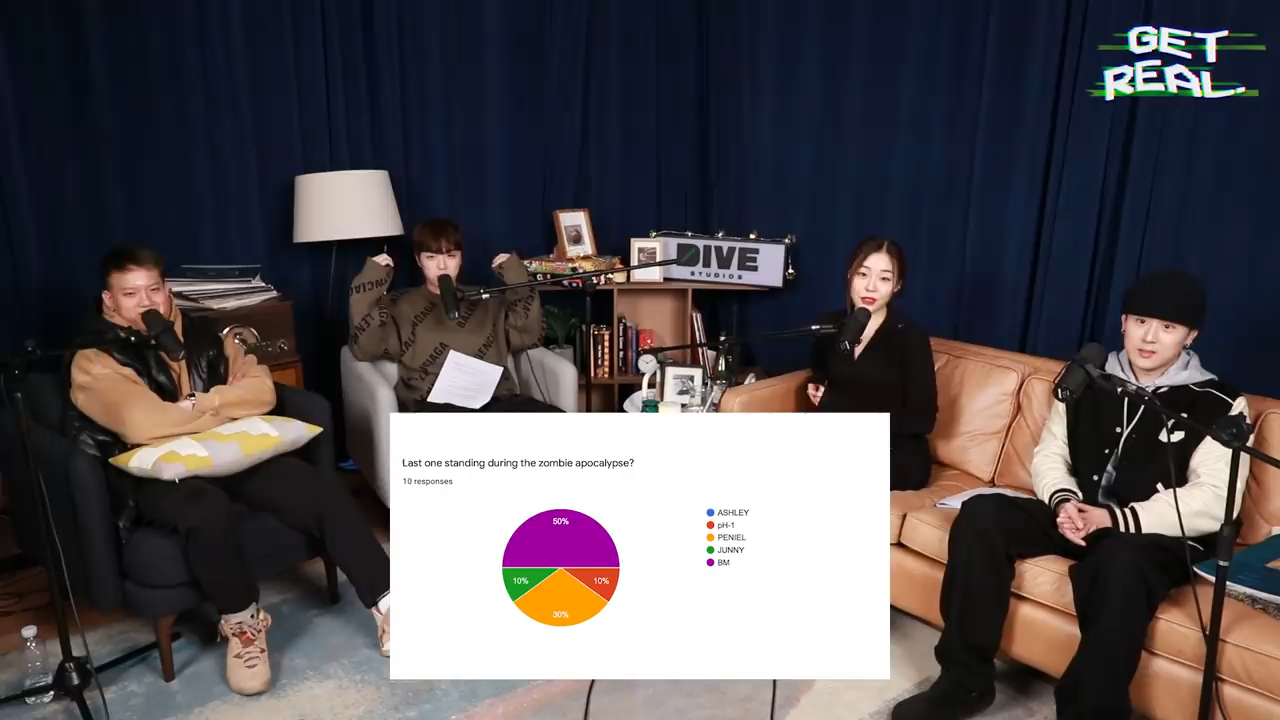 GET
REAL.
DIVE
STUDIOS
BALENCIAGA
Last one standing during the zombie apocalypse?
10 responses
50%
10%
10%
30%
ASHLEY
pH-1
PENIEL
JUNNY
BM